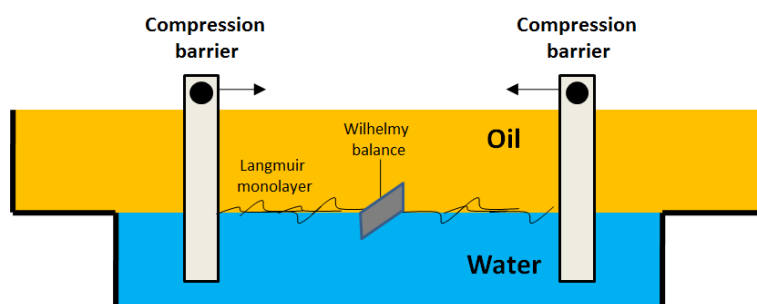 Compression
barrier
Compression
barrier
Wilhelmy
balance
Oil
Langmuir
monolayer
Water